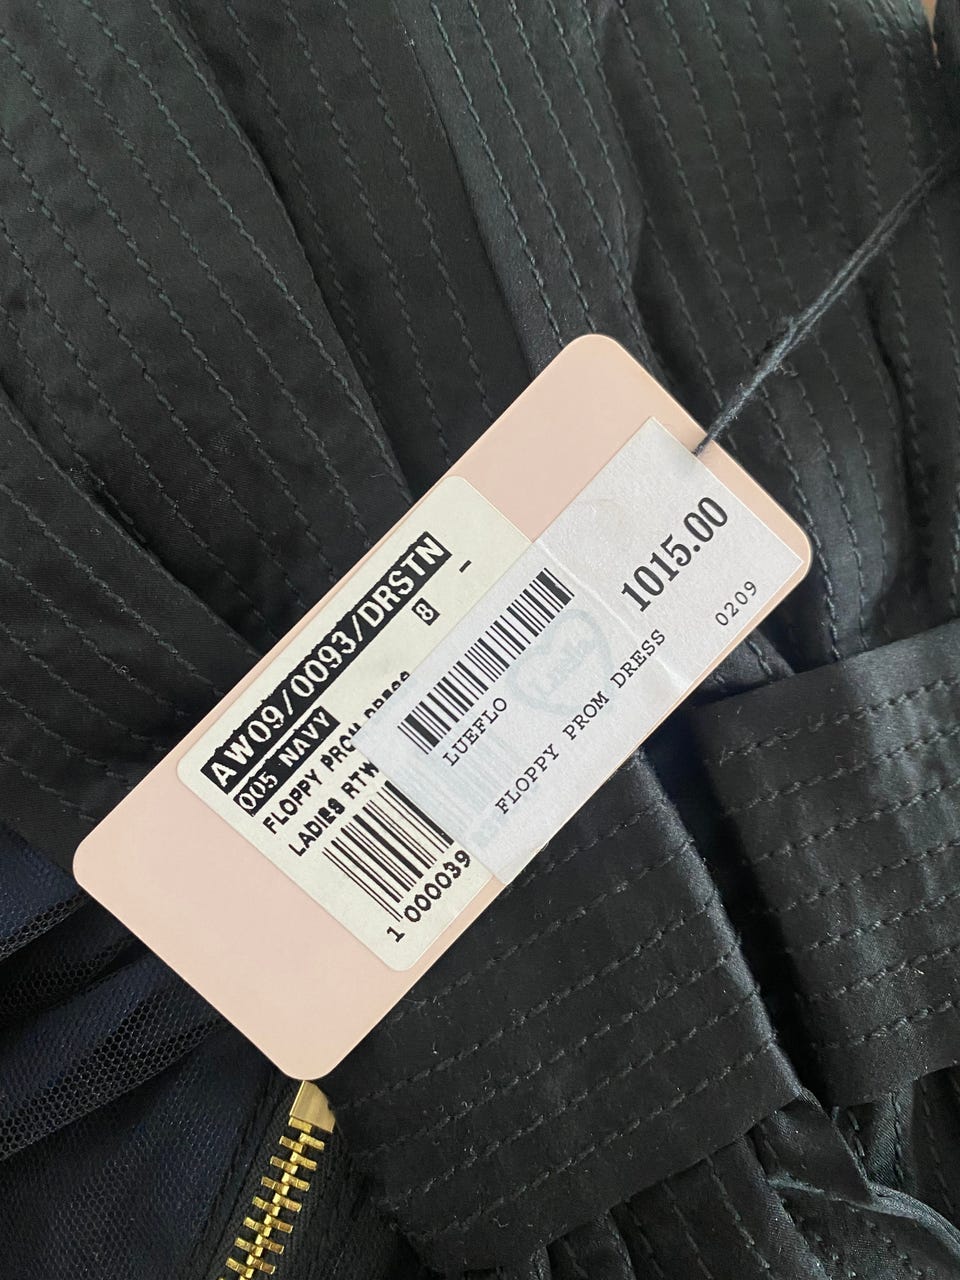 AW09/0093/DRSTN
005 NAVY
8
-
FLOPPY PROM DRESS
LADIES RTW
1 000039
1015.00
LUEFLO
FLOPPY PROM DRESS
0209